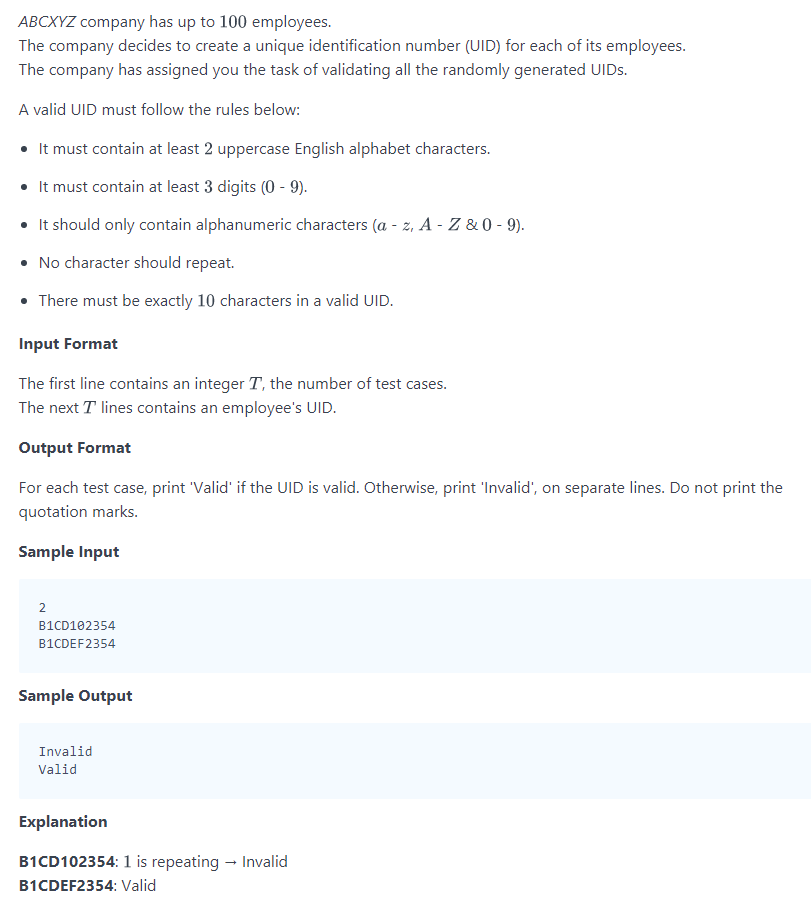 ABCXYZ company has up to 100 employees.
The company decides to create a unique identification number (UID) for each of its employees.
The company has assigned you the task of validating all the randomly generated UIDs.
A valid UID must follow the rules below:
• It must contain at least 2 uppercase English alphabet characters.
• It must contain at least 3 digits (0 - 9).
• It should only contain alphanumeric characters (a - z, A - Z & 0 - 9).
• No character should repeat.
• There must be exactly 10 characters in a valid UID.
Input Format
The first line contains an integer T, the number of test cases.
The next T lines contains an employee's UID.
Output Format
For each test case, print 'Valid' if the UID is valid. Otherwise, print 'Invalid', on separate lines. Do not print the
quotation marks.
Sample Input
2
B1CD102354
B1CDEF2354
Sample Output
Invalid
Valid
Explanation
B1CD102354: 1 is repeating → Invalid
B1CDEF2354: Valid